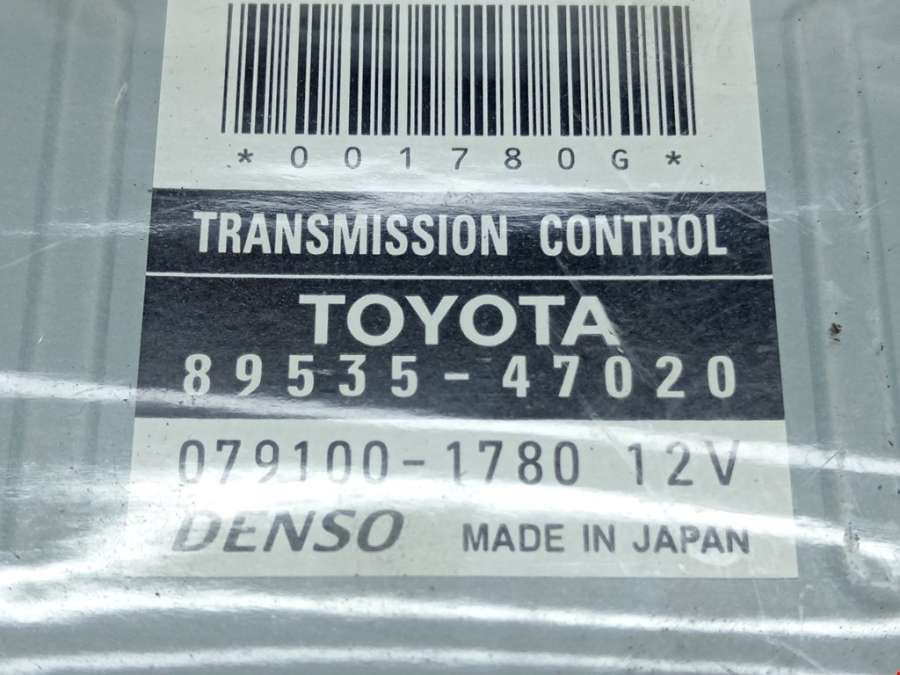 *001780G*
TRANSMISSION CONTROL
TOYOTA
89535-47020
079100-1780 12V
DENSO MADE IN JAPAN